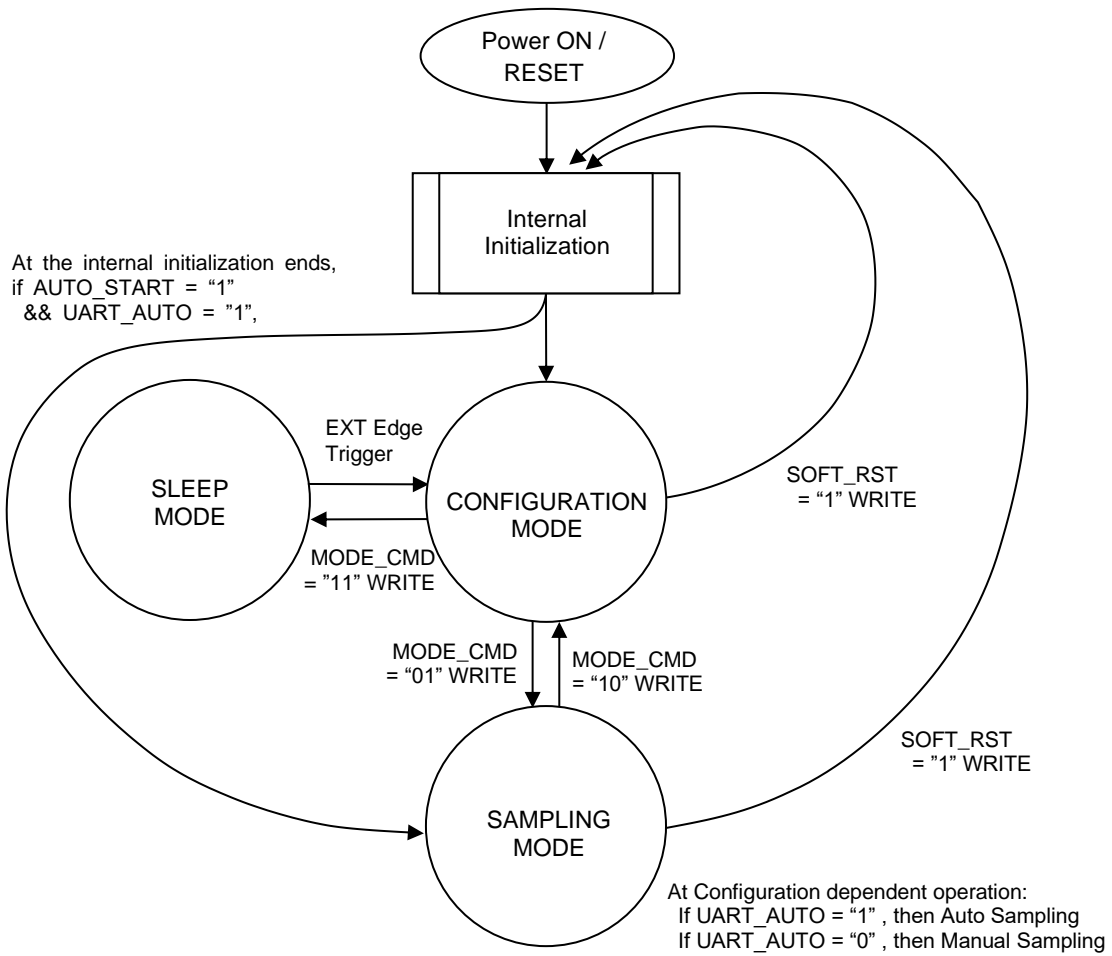 Power ON /
RESET
Internal
Initialization
At the internal initialization ends,
if AUTO_START = “1”
&& UART_AUTO = ”1”,
EXT Edge
Trigger
SLEEP
MODE
CONFIGURATION
MODE
SOFT_RST
= “1” WRITE
MODE_CMD
= ”11” WRITE
MODE_CMD
= “01” WRITE
MODE_CMD
= “10” WRITE
SOFT_RST
= ”1” WRITE
SAMPLING
MODE
At Configuration dependent operation:
If UART_AUTO = “1” , then Auto Sampling
If UART_AUTO = “0” , then Manual Sampling